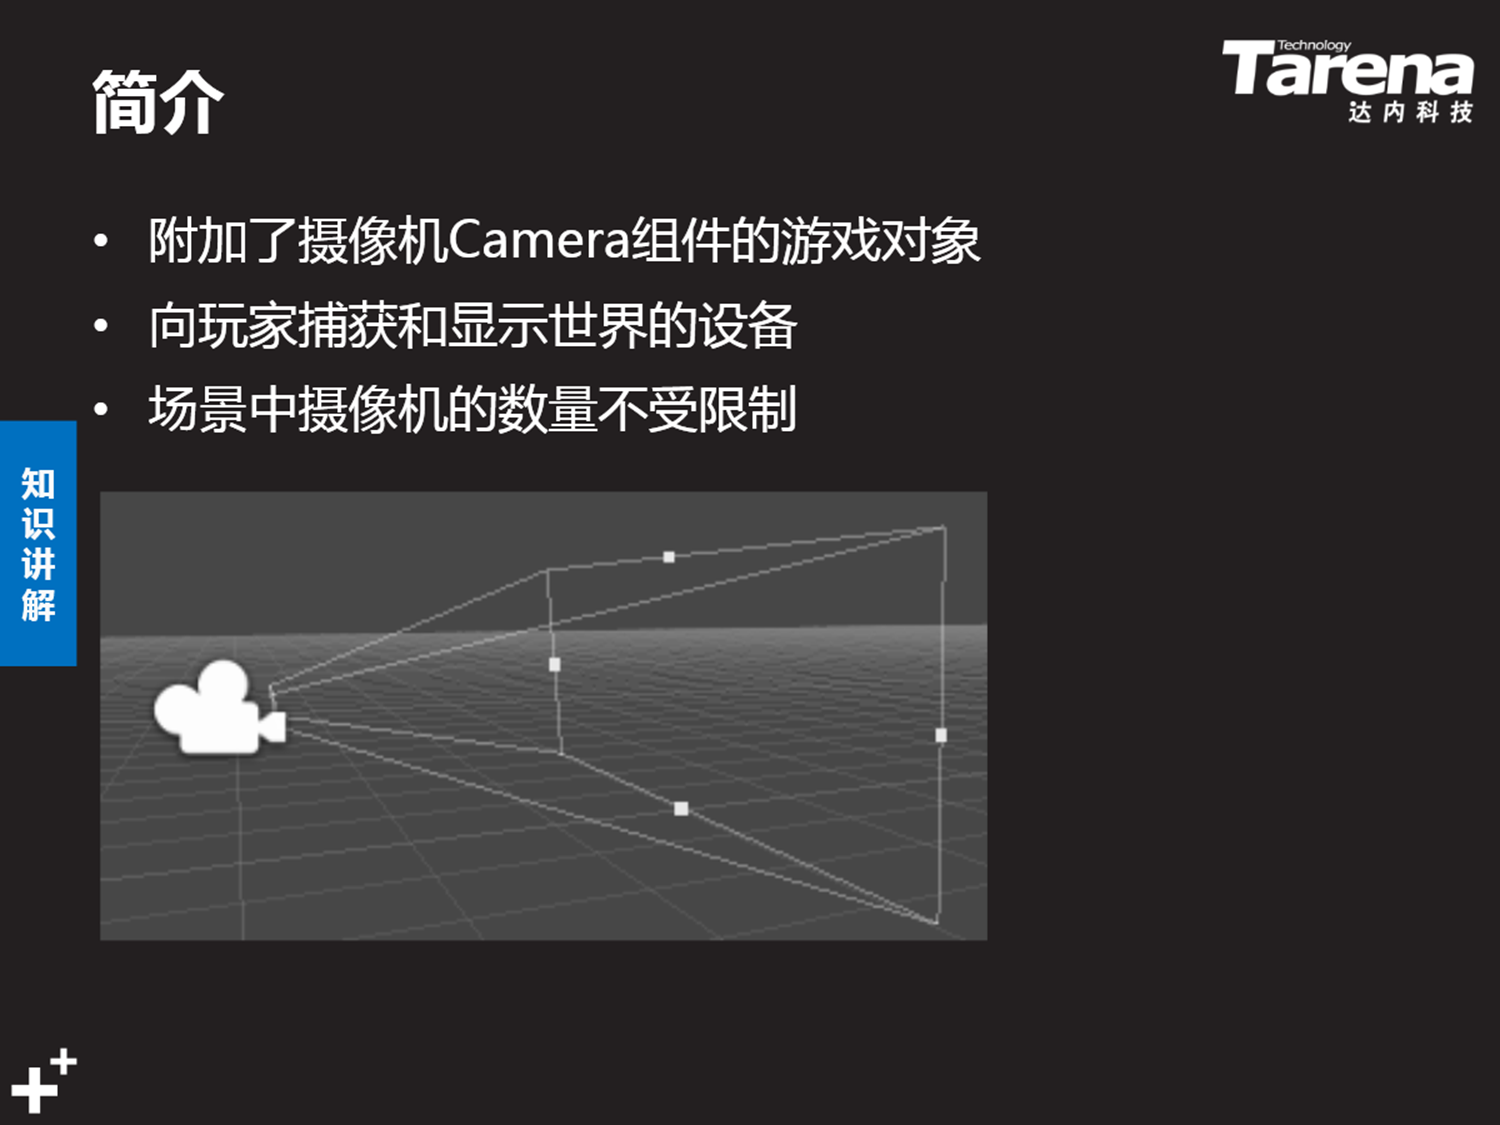 简介
Technology
Tarena
达内科技
• 附加了摄像机Camera组件的游戏对象
• 向玩家捕获和显示世界的设备
• 场景中摄像机的数量不受限制
知识讲解